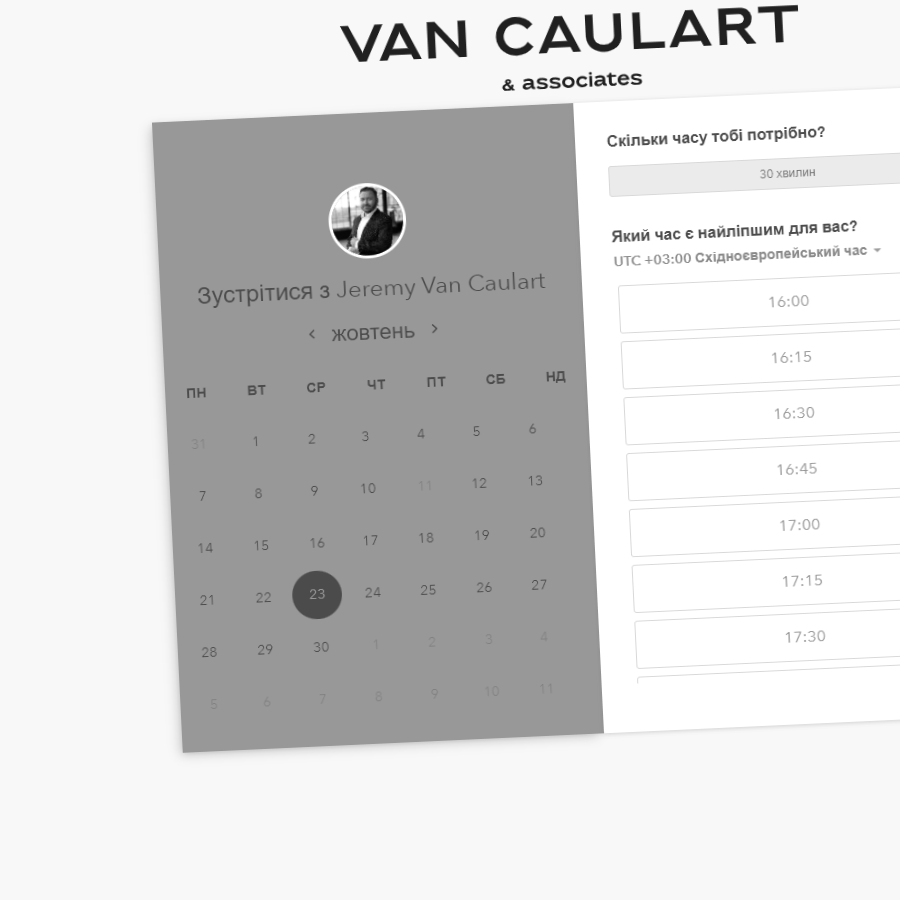 VAN CAULART
& associates
Зустрітися з Jeremy Van Caulart
жовтень
ПН ВТ СР ЧТ ПТ СБ НД
31 1 2 3 4 5 6
7 8 9 10 11 12 13
14 15 16 17 18 19 20
21 22 23 24 25 26 27
28 29 30 1 2 3 4
5 6 7 8 9 10 11
Скільки часу тобі потрібно?
30 хвилин
Який час є найліпшим для вас?
UTC +03:00 Східноєвропейський час
16:00
16:15
16:30
16:45
17:00
17:15
17:30